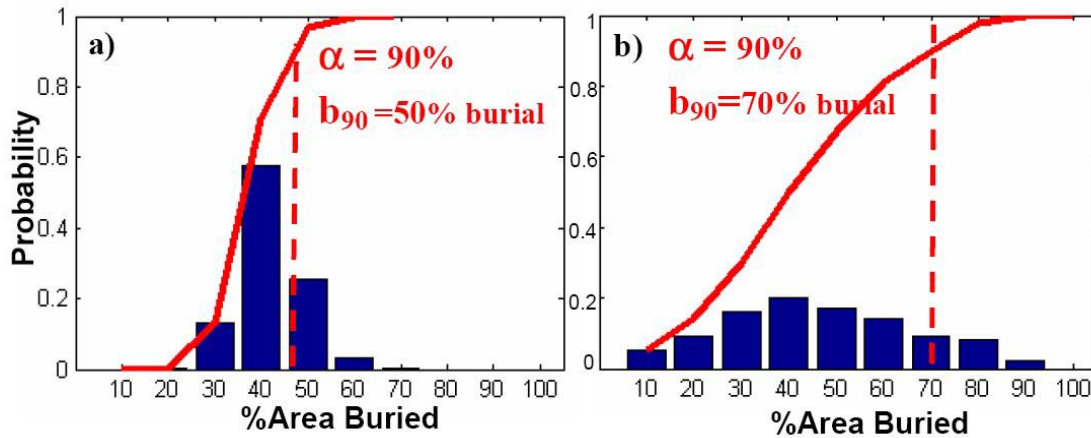 a)
α = 90%
b90 =50% burial
Probability
1
0.8
0.6
0.4
0.2
0
10 20 30 40 50 60 70 80 90 100
%Area Buried
b)
α = 90%
b90 =70% burial
1
0.8
0.6
0.4
0.2
0
10 20 30 40 50 60 70 80 90 100
%Area Buried